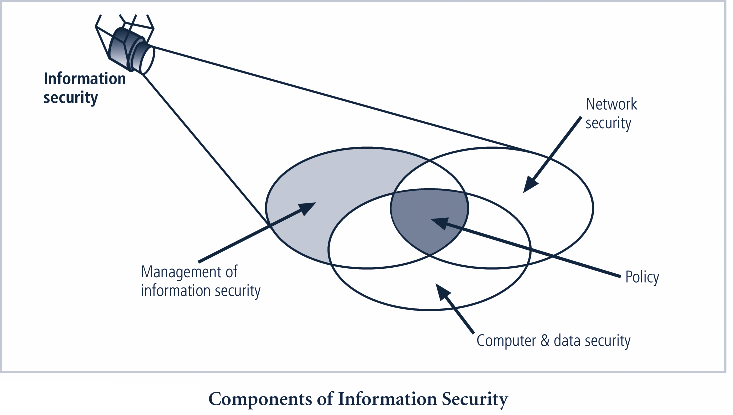 Information
security
Network
security
Management of
information security
Policy
Computer & data security
Components of Information Security